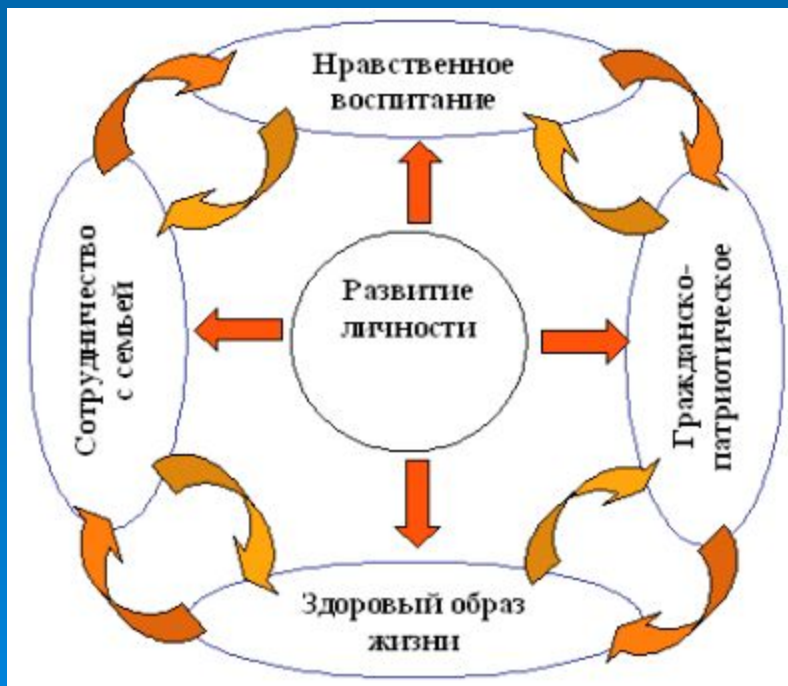 Нравственное
воспитание
Сотрудничество
с семьей
Развитие
личности
Гражданско-
патриотическое
Здоровый образ
жизни